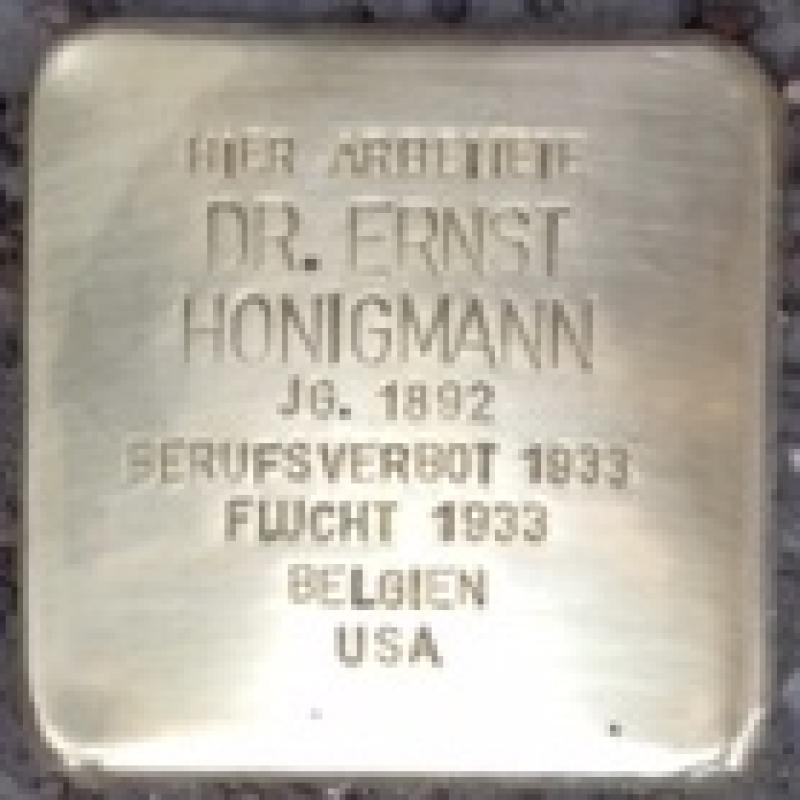 HIER ARBEITETE
DR. ERNST
HONIGMANN
JG. 1892
BERUFSVERBOT 1933
FLUCHT 1933
BELGIEN
USA